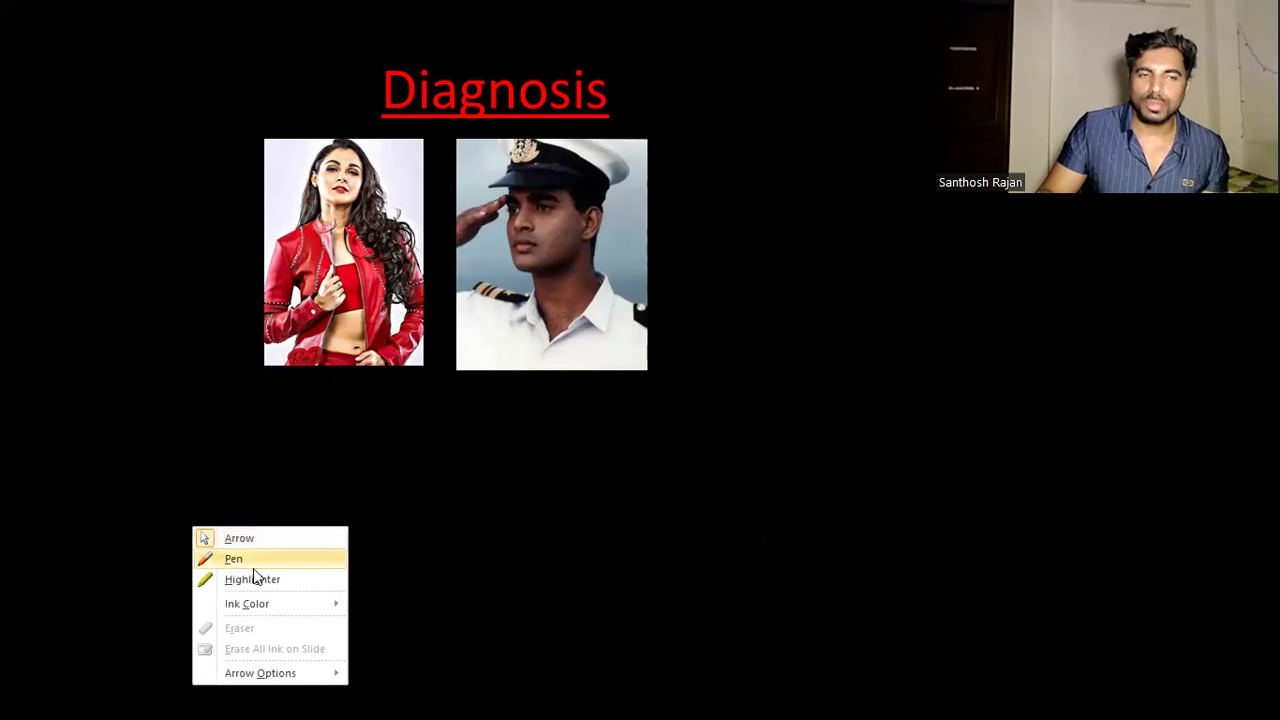 Diagnosis
Santhosh Rajan
Arrow
Pen
Highlighter
Ink Color
Eraser
Erase All Ink on Slide
Arrow Options